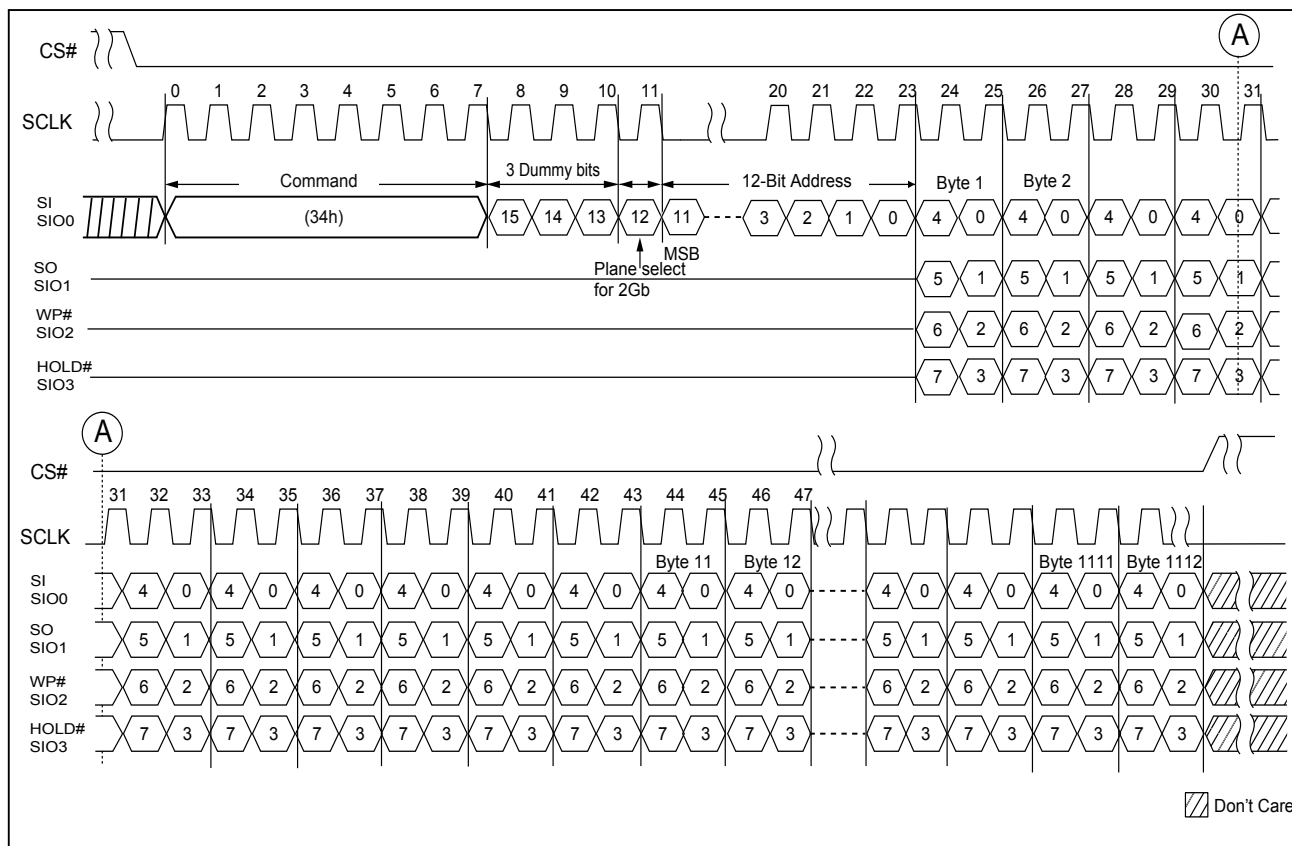 A
CS#
0 1 2 3 4 5 6 7 8 9 10 11 20 21 22 23 24 25 26 27 28 29 30 31
SCLK
Command 3 Dummy bits 12-Bit Address Byte 1 Byte 2
SI
SIO0
(34h) 15 14 13 12 11 3 2 1 0 4 0 4 0 4 0 4 0
MSB
Plane select
for 2Gb
SO
SIO1
5 1 5 1 5 1 5 1
WP#
SIO2
6 2 6 2 6 2 6 2
HOLD#
SIO3
7 3 7 3 7 3 7 3
A
CS#
31 32 33 34 35 36 37 38 39 40 41 42 43 44 45 46 47
SCLK
Byte 11 Byte 12 Byte 1111 Byte 1112
SI
SIO0
4 0 4 0 4 0 4 0 4 0 4 0 4 0 4 0 4 0 4 0 4 0 4 0
SO
SIO1
5 1 5 1 5 1 5 1 5 1 5 1 5 1 5 1 5 1 5 1 5 1 5 1
WP#
SIO2
6 2 6 2 6 2 6 2 6 2 6 2 6 2 6 2 6 2 6 2 6 2 6 2
HOLD#
SIO3
7 3 7 3 7 3 7 3 7 3 7 3 7 3 7 3 7 3 7 3 7 3 7 3
Don't Care